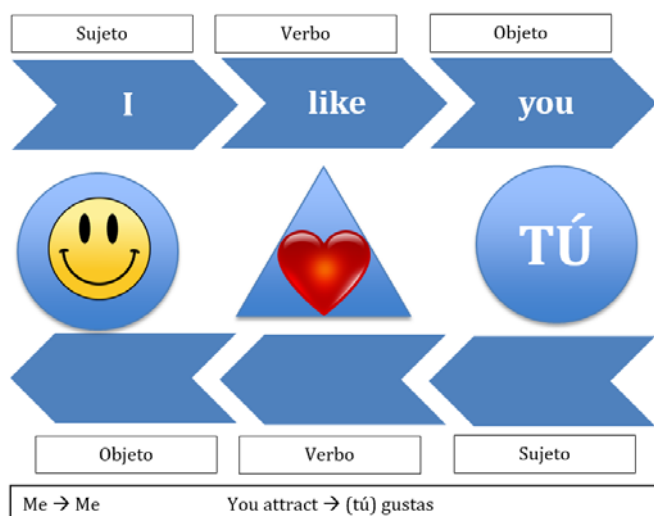 Sujeto Verbo Objeto
I like you
TÚ
Objeto Verbo Sujeto
Me → Me You attract → (tú) gustas